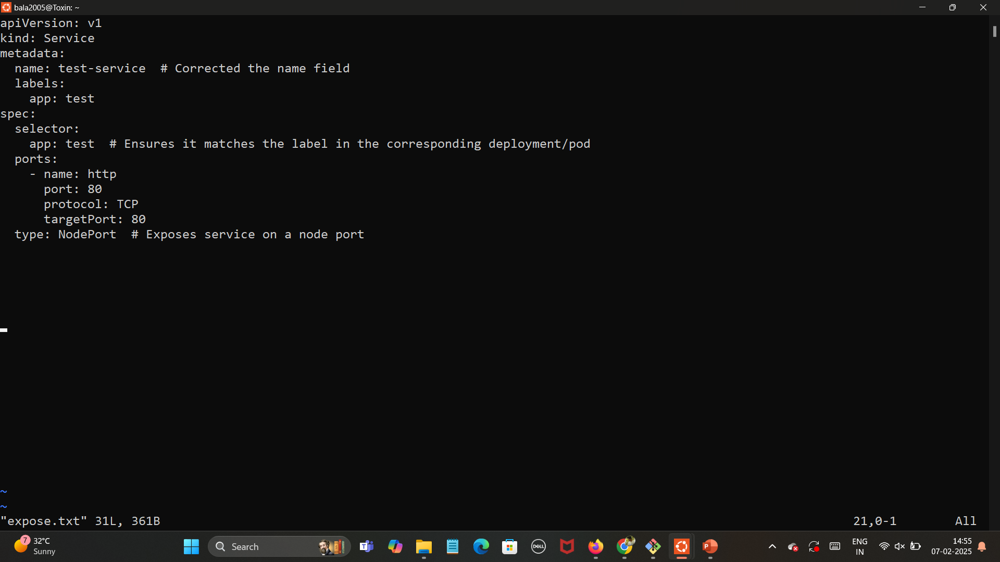 bala2005@Toxin: ~
apiVersion: v1
kind: Service
metadata:
  name: test-service  # Corrected the name field
  labels:
    app: test
spec:
  selector:
    app: test  # Ensures it matches the label in the corresponding deployment/pod
  ports:
    - name: http
      port: 80
      protocol: TCP
      targetPort: 80
  type: NodePort  # Exposes service on a node port
~
~
"expose.txt" 31L, 361B 21,0-1 All
7 32°C
Sunny
Search
T
DELL
P
ENG
IN
14:55
07-02-2025